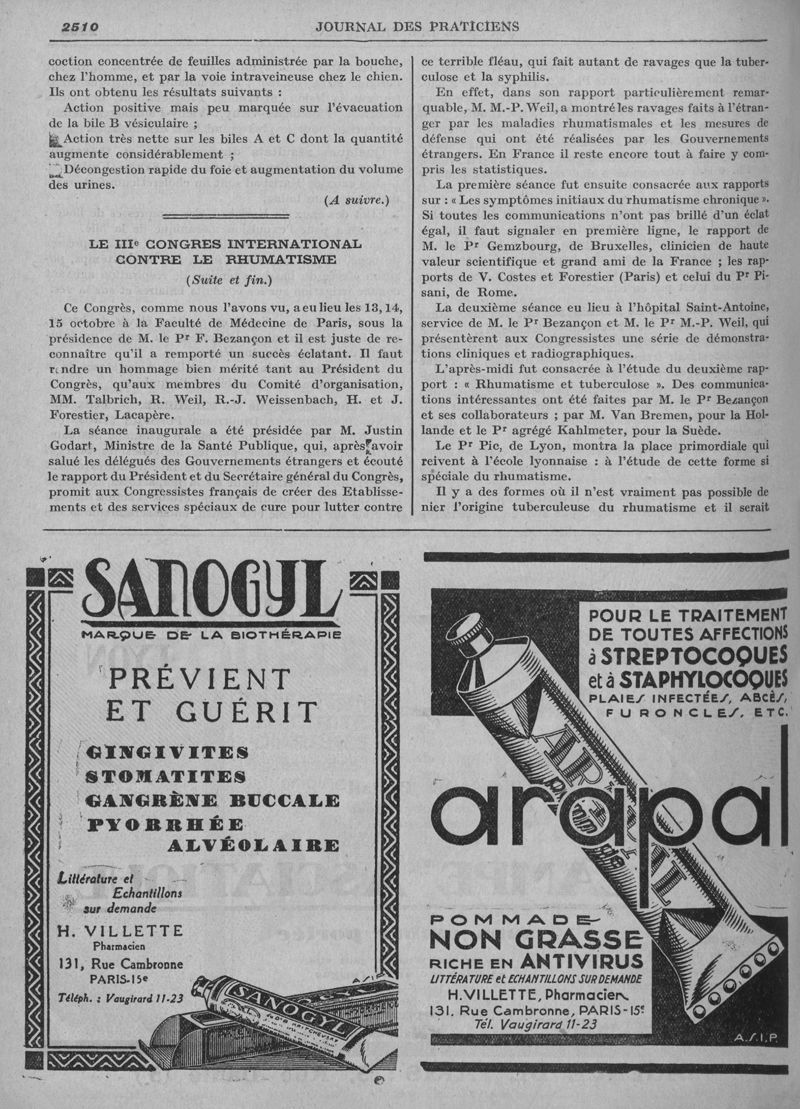 2510
JOURNAL DES PRATICIENS
coction concentrée de feuilles administrée par la bouche,
chez l'homme, et par la voie intraveineuse chez le chien.
Ils ont obtenu les résultats suivants :
Action positive mais peu marquée sur l'évacuation
de la bile B vésiculaire ;
Action très nette sur les biles A et C dont la quantité
augmente considérablement ;
Décongestion rapide du foie et augmentation du volume
des urines.
(A suivre.)
LE IIIe CONGRES INTERNATIONAL
CONTRE LE RHUMATISME
(Suite et fin.)
Ce Congrès, comme nous l'avons vu, a eu lieu les 13, 14,
15 octobre à la Faculté de Médecine de Paris, sous la
présidence de M. le Pr F. Bezançon et il est juste de re-
connaître qu'il a remporté un succès éclatant. Il faut
rendre un hommage bien mérité tant au Président du
Congrès, qu'aux membres du Comité d'organisation,
MM. Talbrich, R. Weil, R.-J. Weissenbach, H. et J.
Forestier, Lacapère.
La séance inaugurale a été présidée par M. Justin
Godart, Ministre de la Santé Publique, qui, après avoir
salué les délégués des Gouvernements étrangers et écouté
le rapport du Président et du Secrétaire général du Congrès,
promit aux Congressistes français de créer des Etablisse-
ments et des services spéciaux de cure pour lutter contre
ce terrible fléau, qui fait autant de ravages que la tuber-
culose et la syphilis.
En effet, dans son rapport particulièrement remar-
quable, M. M.-P. Weil, a montré les ravages faits à l'étran-
ger par les maladies rhumatismales et les mesures de
défense qui ont été réalisées par les Gouvernements
étrangers. En France il reste encore tout à faire y com-
pris les statistiques.
La première séance fut ensuite consacrée aux rapports
sur : « Les symptômes initiaux du rhumatisme chronique ».
Si toutes les communications n'ont pas brillé d'un éclat
égal, il faut signaler en première ligne, le rapport de
M. le Pr Gemzbourg, de Bruxelles, clinicien de haute
valeur scientifique et grand ami de la France ; les rap-
ports de V. Costes et Forestier (Paris) et celui du Pr Pi-
sani, de Rome.
La deuxième séance eu lieu à l'hôpital Saint-Antoine,
service de M. le Pr Bezançon et M. le Pr M.-P. Weil, qui
présentèrent aux Congressistes une série de démonstra-
tions cliniques et radiographiques.
L'après-midi fut consacrée à l'étude du deuxième rap-
port : « Rhumatisme et tuberculose ». Des communica-
tions intéressantes ont été faites par M. le Pr Bezançon
et ses collaborateurs ; par M. Van Bremen, pour la Hol-
lande et le Pr agrégé Kahlmeter, pour la Suède.
Le Pr Pic, de Lyon, montra la place primordiale qui
reivent à l'école lyonnaise : à l'étude de cette forme si
spéciale du rhumatisme.
Il y a des formes où il n'est vraiment pas possible de
nier l'origine tuberculeuse du rhumatisme et il serait
SANOGYL
MARQUE DE LA BIOTHÉRAPIE
PRÉVIENT
ET GUÉRIT
GINGIVITES
STOMATITES
GANGRÈNE BUCCALE
PYORRHÉE
ALVÉOLAIRE
Littérature et
Echantillons
sur demande
H. VILLETTE
Pharmacien
131, Rue Cambronne
PARIS-15e
Téléph. : Vaugirard 11-23
SANOGYL
A.S.I.P.
POUR LE TRAITEMENT
DE TOUTES AFFECTIONS
à STREPTOCOQUES
et à STAPHYLOCOQUES
PLAIES INFECTÉES, ABCÈS,
FURONCLES, ETC.
arapal
ARAPAL
POMMADE
NON GRASSE
RICHE EN ANTIVIRUS
LITTÉRATURE et ECHANTILLONS SUR DEMANDE
H.VILLETTE, Pharmacien
131, Rue Cambronne, PARIS-15e
Tél. Vaugirard 11-23
A.S.I.P.